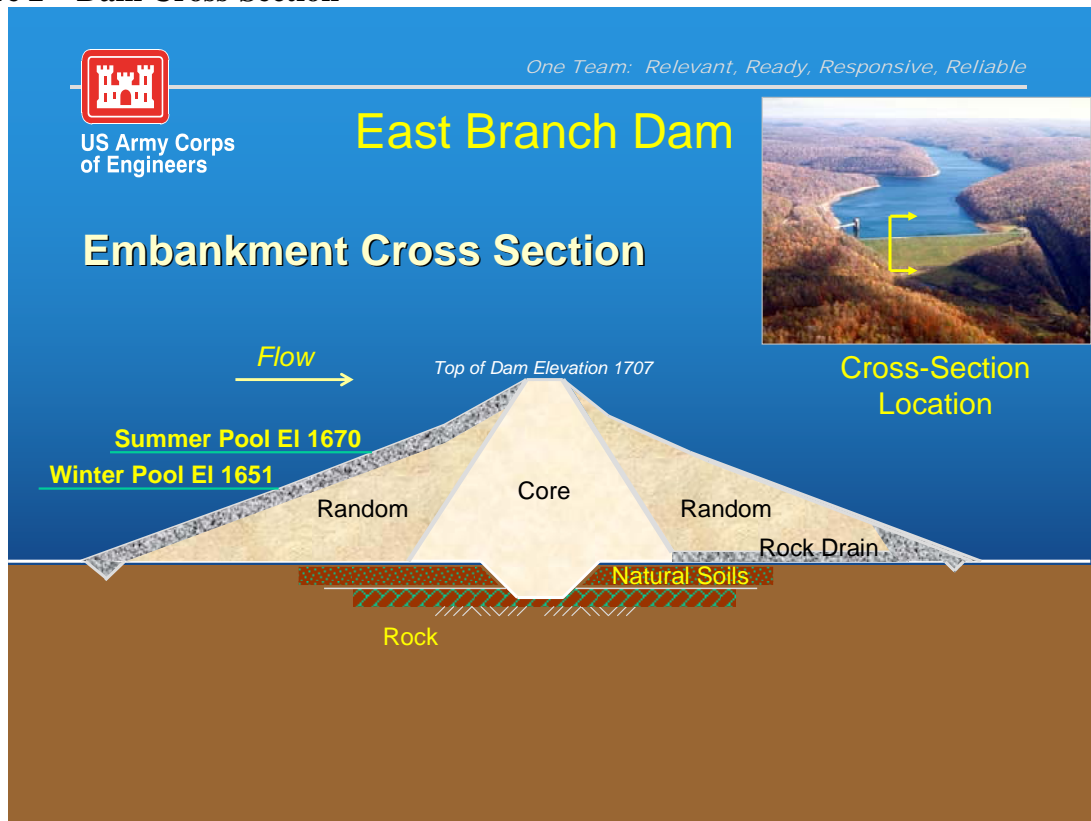 One Team: Relevant, Ready, Responsive, Reliable
US Army Corps
of Engineers
East Branch Dam
Embankment Cross Section
Cross-Section
Location
Flow
Top of Dam Elevation 1707
Summer Pool El 1670
Winter Pool El 1651
Random
Core
Random
Rock Drain
Natural Soils
Rock